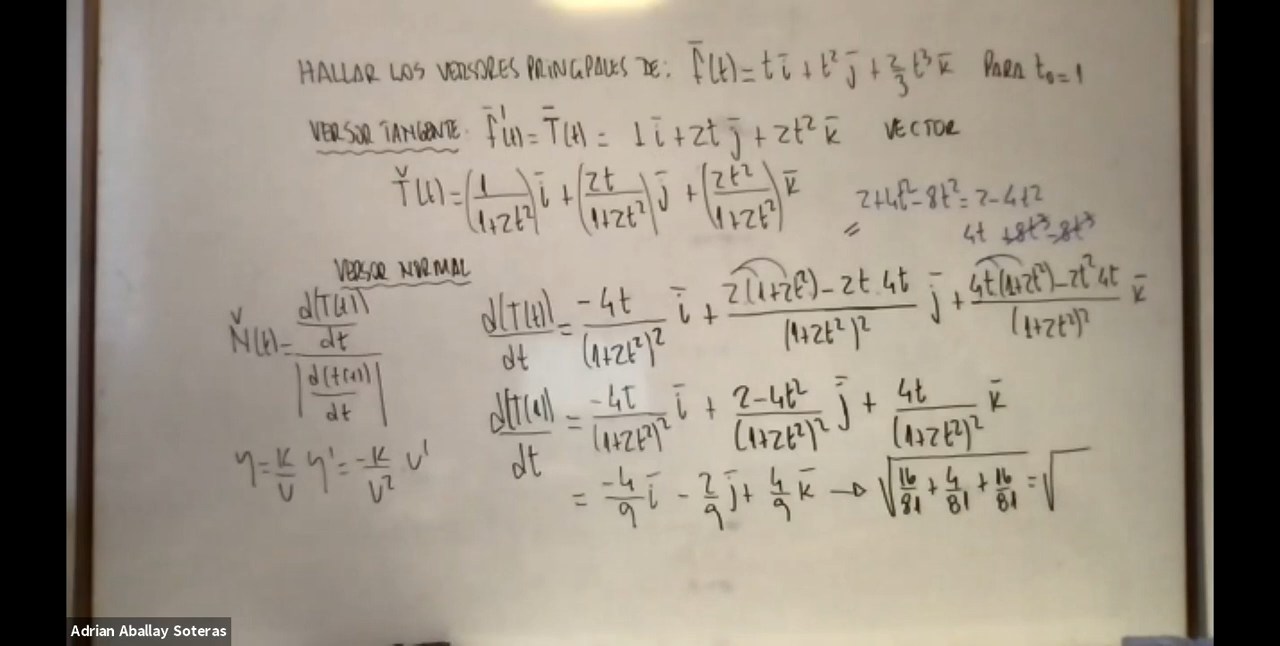 HALLAR LOS VERSORES PRINCIPALES DE: f̄(t) = t ī + t² j̄ + 2/3 t³ k̄ PARA t₀ = 1
VERSOR TANGENTE: f̄'(t) = T̄(t) = 1 ī + 2t j̄ + 2t² k̄ VECTOR
Ť(t) = (1/(1+2t²)) ī + (2t/(1+2t²)) j̄ + (2t²/(1+2t²)) k̄
2+4t²-8t² = 2-4t2
4t +8t³-8t³
VERSOR NORMAL
Ň(t) = (d(T(t))/dt) / |d(T(t))/dt|
d(T(t))/dt = -4t/(1+2t²)² ī + (2(1+2t²) - 2t 4t)/(1+2t²)² j̄ + (4t(1+2t²) - 2t² 4t)/(1+2t²)² k̄
d(T(t))/dt = -4t/(1+2t²)² ī + (2-4t²)/(1+2t²)² j̄ + 4t/(1+2t²)² k̄
y = k/v y' = -k/v² v'
= -4/9 ī - 2/9 j̄ + 4/9 k̄ → √(16/81 + 4/81 + 16/81) = √
Adrian Aballay Soteras